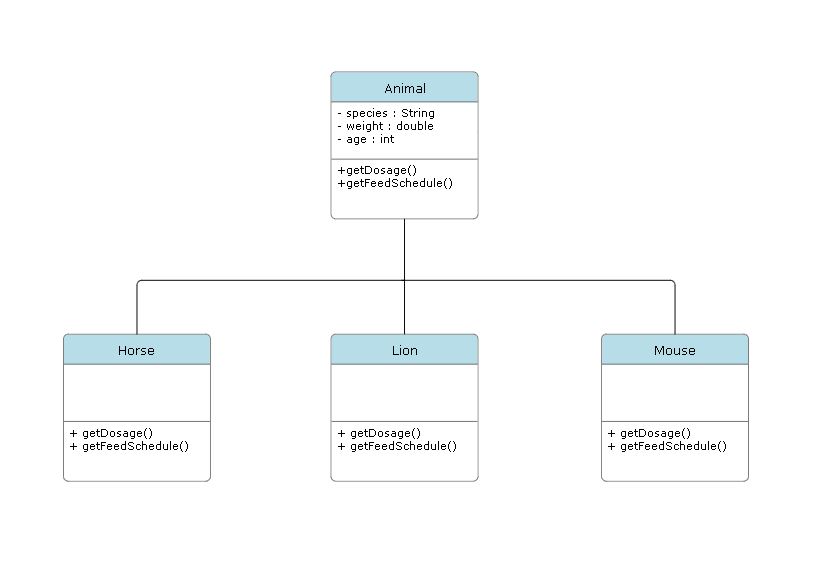 Animal
- species : String
- weight : double
- age : int
+getDosage()
+getFeedSchedule()
Horse
+ getDosage()
+ getFeedSchedule()
Lion
+ getDosage()
+ getFeedSchedule()
Mouse
+ getDosage()
+ getFeedSchedule()